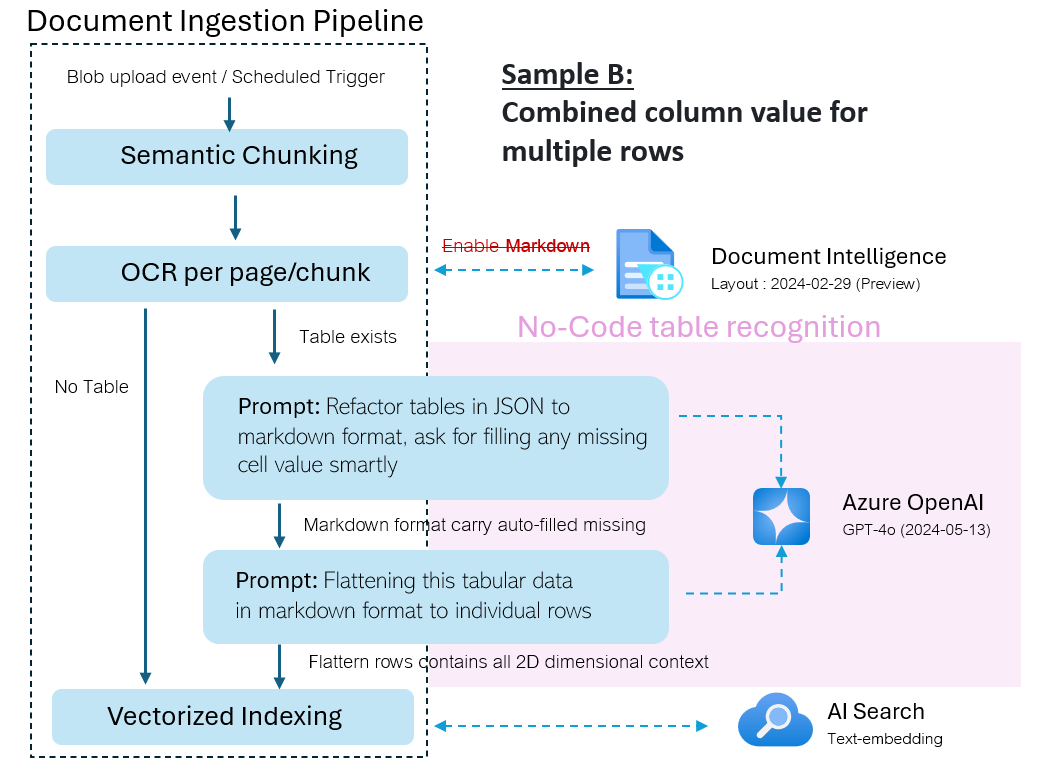 Document Ingestion Pipeline
Blob upload event / Scheduled Trigger
Sample B:
Combined column value for
multiple rows
Semantic Chunking
Enable Markdown
OCR per page/chunk
Document Intelligence
Layout : 2024-02-29 (Preview)
No-Code table recognition
Table exists
No Table
Prompt: Refactor tables in JSON to
markdown format, ask for filling any missing
cell value smartly
Azure OpenAI
GPT-4o (2024-05-13)
Markdown format carry auto-filled missing
Prompt: Flattening this tabular data
in markdown format to individual rows
Flattern rows contains all 2D dimensional context
Vectorized Indexing
AI Search
Text-embedding